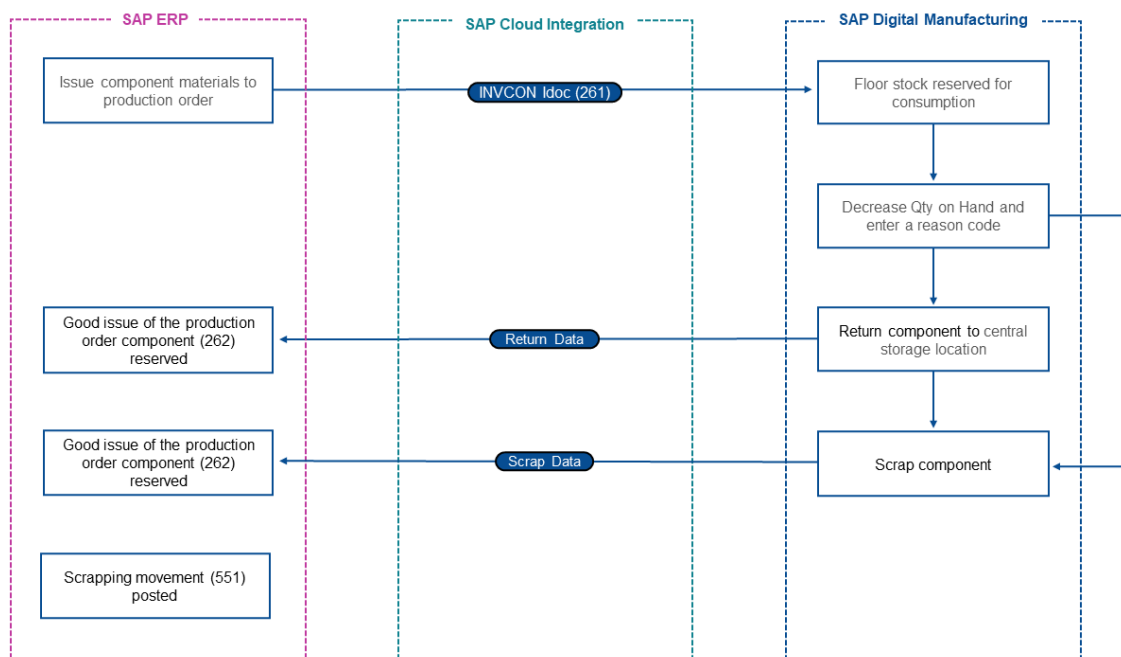 SAP ERP
SAP Cloud Integration
SAP Digital Manufacturing
Issue component materials to
production order
INVCON Idoc (261)
Floor stock reserved for
consumption
Decrease Qty on Hand and
enter a reason code
Good issue of the production
order component (262)
reserved
Return Data
Return component to central
storage location
Good issue of the production
order component (262)
reserved
Scrap Data
Scrap component
Scrapping movement (551)
posted